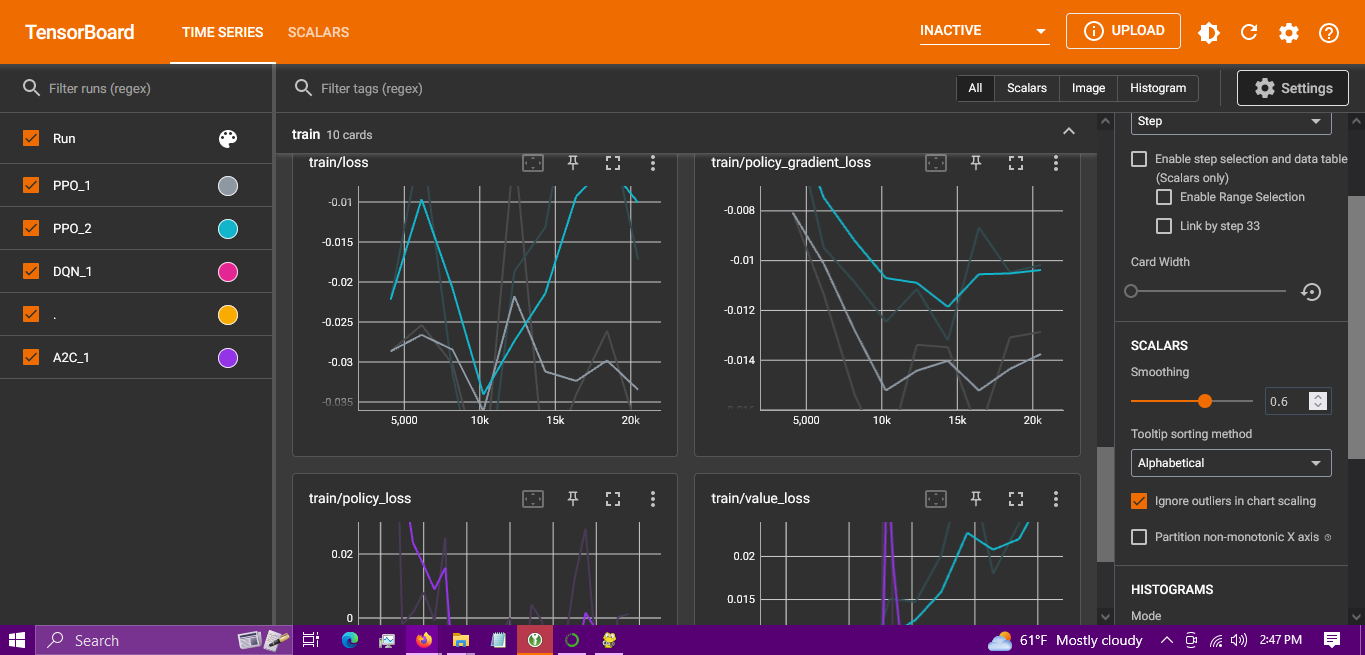 TensorBoard
TIME SERIES
SCALARS
INACTIVE
UPLOAD
Filter runs (regex)
Filter tags (regex)
All
Scalars
Image
Histogram
Settings
Run
PPO_1
PPO_2
DQN_1
.
A2C_1
train 10 cards
train/loss
-0.01
-0.015
-0.02
-0.025
-0.03
-0.035
5,000 10k 15k 20k
train/policy_gradient_loss
-0.008
-0.01
-0.012
-0.014
5,000 10k 15k 20k
train/policy_loss
0.02
0
train/value_loss
0.02
0.015
Step
Enable step selection and data table
(Scalars only)
Enable Range Selection
Link by step 33
Card Width
SCALARS
Smoothing
0.6
Tooltip sorting method
Alphabetical
Ignore outliers in chart scaling
Partition non-monotonic X axis
HISTOGRAMS
Mode
Search
61°F Mostly cloudy
2:47 PM